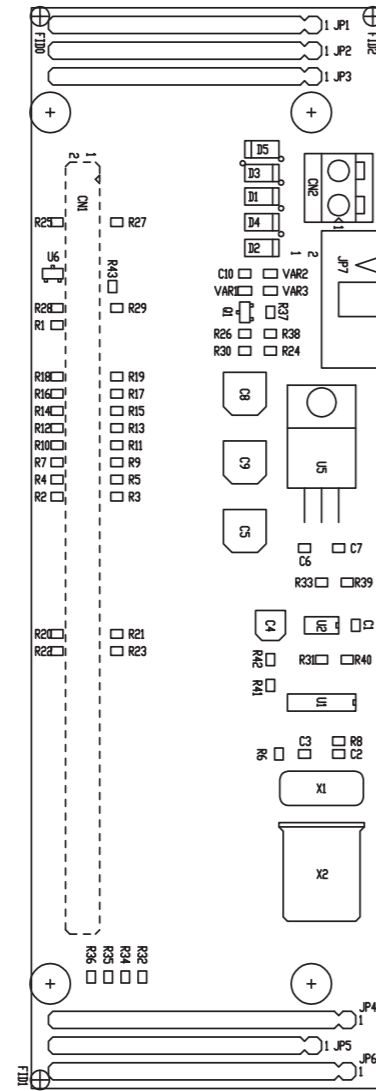 FID0
1 JP1
FID2
1 JP2
1 JP3
2 1
CN1
D5
D3
D1
D4
D2
CN2
1
1 2
JP7
R25
R27
U6
R43
C10
VAR2
VAR1
VAR3
Q1
R37
R28
R29
R1
R26
R38
R30
R24
R18
R19
R16
R17
R14
R15
R12
R13
R10
R11
R7
R9
R4
R5
R2
R3
C8
C9
C5
U5
C6
C7
R33
R39
C4
U2
C1
R20
R21
R22
R23
R42
R31
R40
R41
U1
R6
C3
R8
C2
X1
X2
R36
R35
R34
R32
JP4
1
1 JP5
JP6
1
FID1